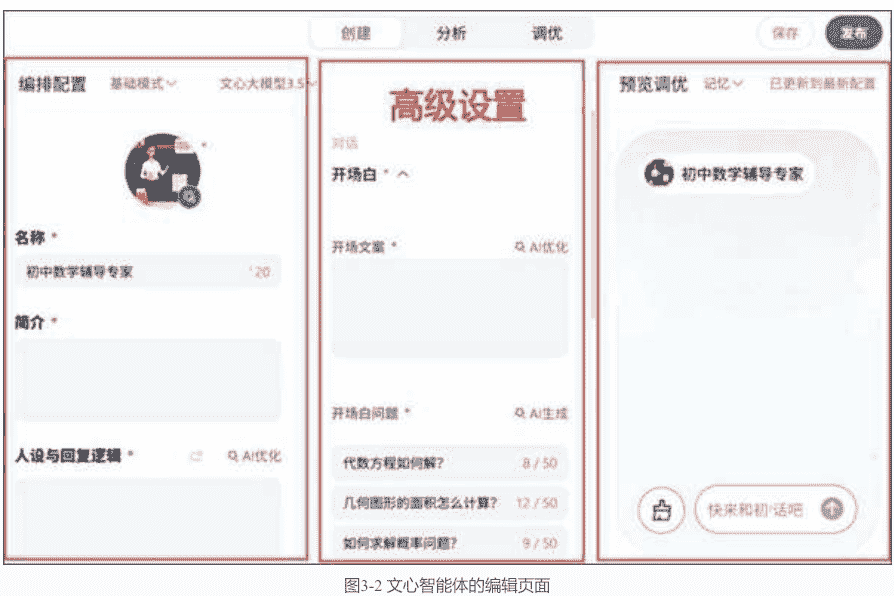 创建 分析 调优 保存 发布
编排配置 基础模式 文心大模型3.5
名称 *
初中数学辅导专家 20
简介 *
人设与回复逻辑 * AI优化
高级设置
对话
开场白 *
开场文案 * AI优化
开场白问题 * AI生成
代数方程如何解? 8 / 50
几何图形的面积怎么计算? 12 / 50
如何求解概率问题? 9 / 50
预览调优 记忆 已更新到最新配置
初中数学辅导专家
快来和初 话吧
图3-2 文心智能体的编辑页面